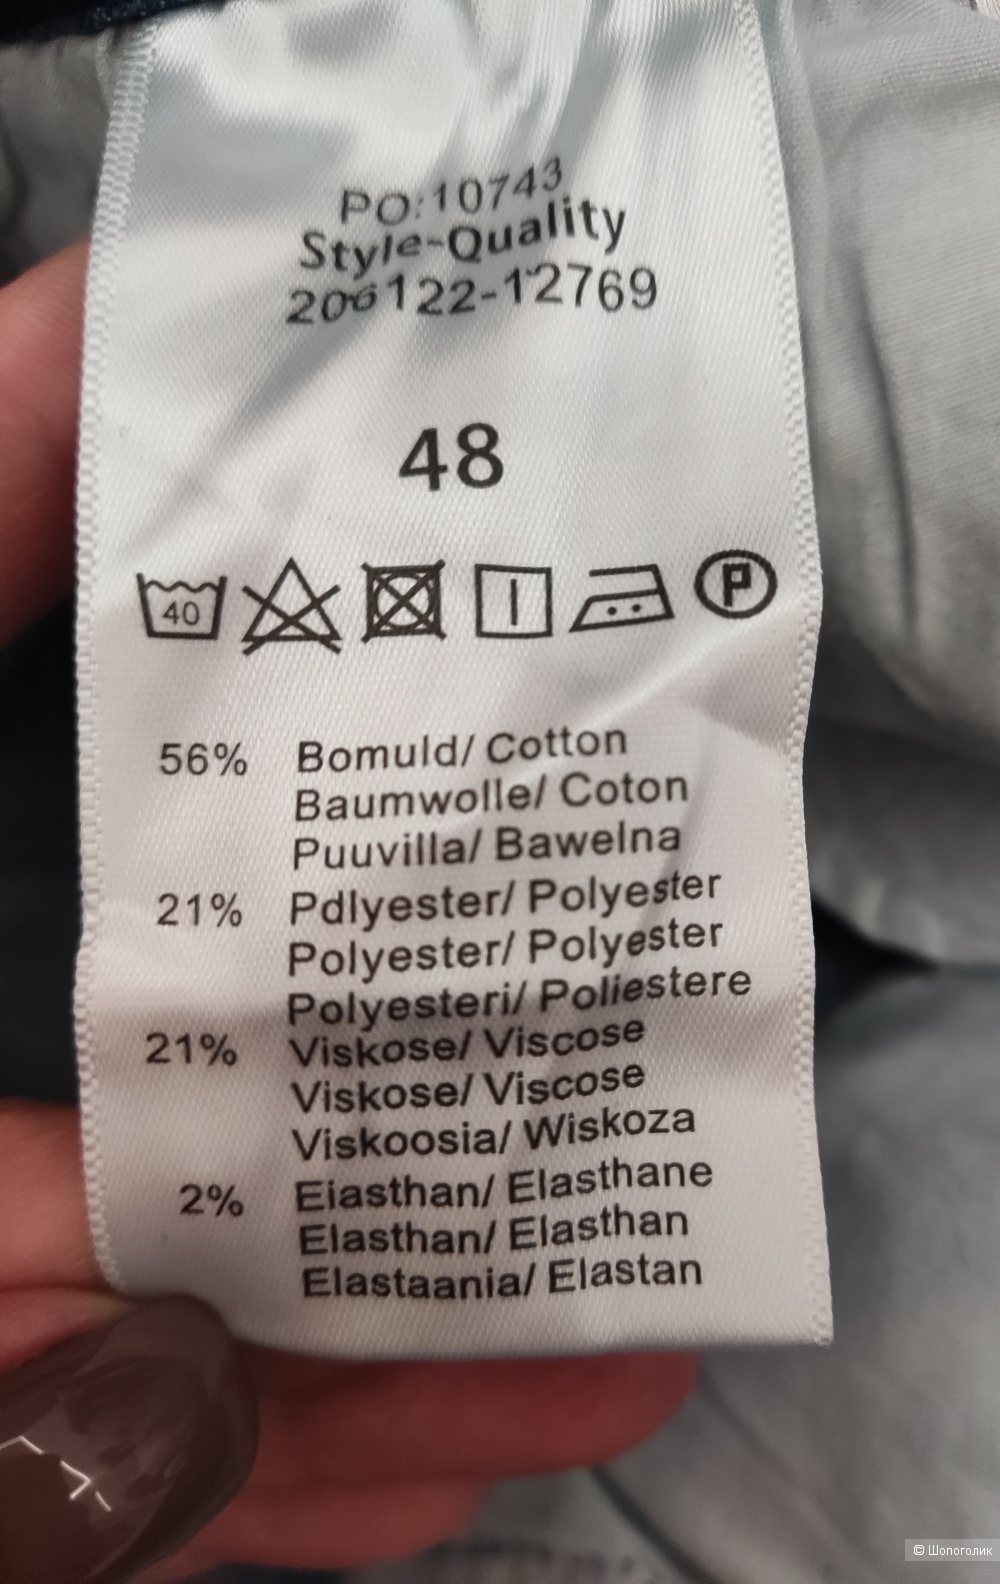 PO:10743
Style-Quality
206122-12769
48
40 P
56% Bomuld/ Cotton
Baumwolle/ Coton
Puuvilla/ Bawelna
21% Pdlyester/ Polyester
Polyester/ Polyester
Polyesteri/ Poliestere
21% Viskose/ Viscose
Viskose/ Viscose
Viskoosia/ Wiskoza
2% Eiasthan/ Elasthane
Elasthan/ Elasthan
Elastaania/ Elastan
© Шопоголик